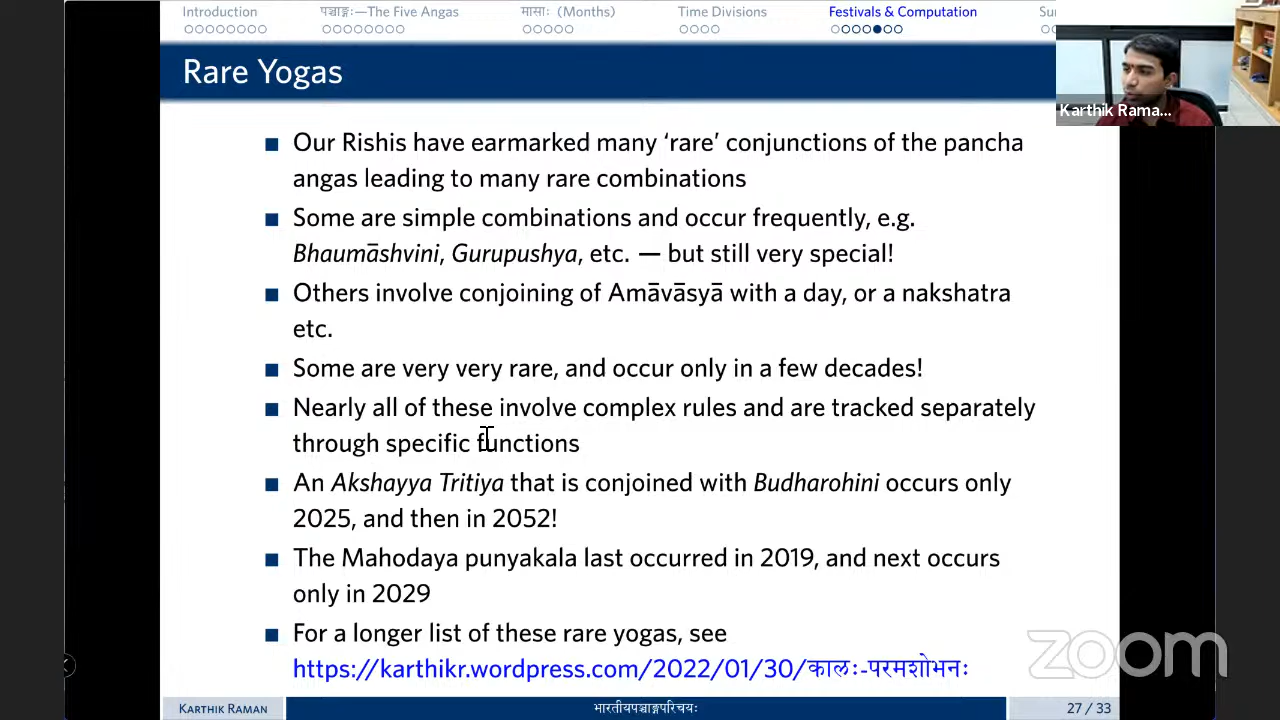 Introduction
पञ्चाङ्गः—The Five Angas
मासाः (Months)
Time Divisions
Festivals & Computation
Su
Rare Yogas
Karthik Rama...
■ Our Rishis have earmarked many ‘rare’ conjunctions of the pancha
angas leading to many rare combinations
■ Some are simple combinations and occur frequently, e.g.
Bhaumāshvini, Gurupushya, etc. — but still very special!
■ Others involve conjoining of Amāvāsyā with a day, or a nakshatra
etc.
■ Some are very very rare, and occur only in a few decades!
■ Nearly all of these involve complex rules and are tracked separately
through specific functions
■ An Akshayya Tritiya that is conjoined with Budharohini occurs only
2025, and then in 2052!
■ The Mahodaya punyakala last occurred in 2019, and next occurs
only in 2029
■ For a longer list of these rare yogas, see
https://karthikr.wordpress.com/2022/01/30/कालः-परमशोभनः
zoom
KARTHIK RAMAN
भारतीयपञ्चाङ्गपरिचयः
27 / 33